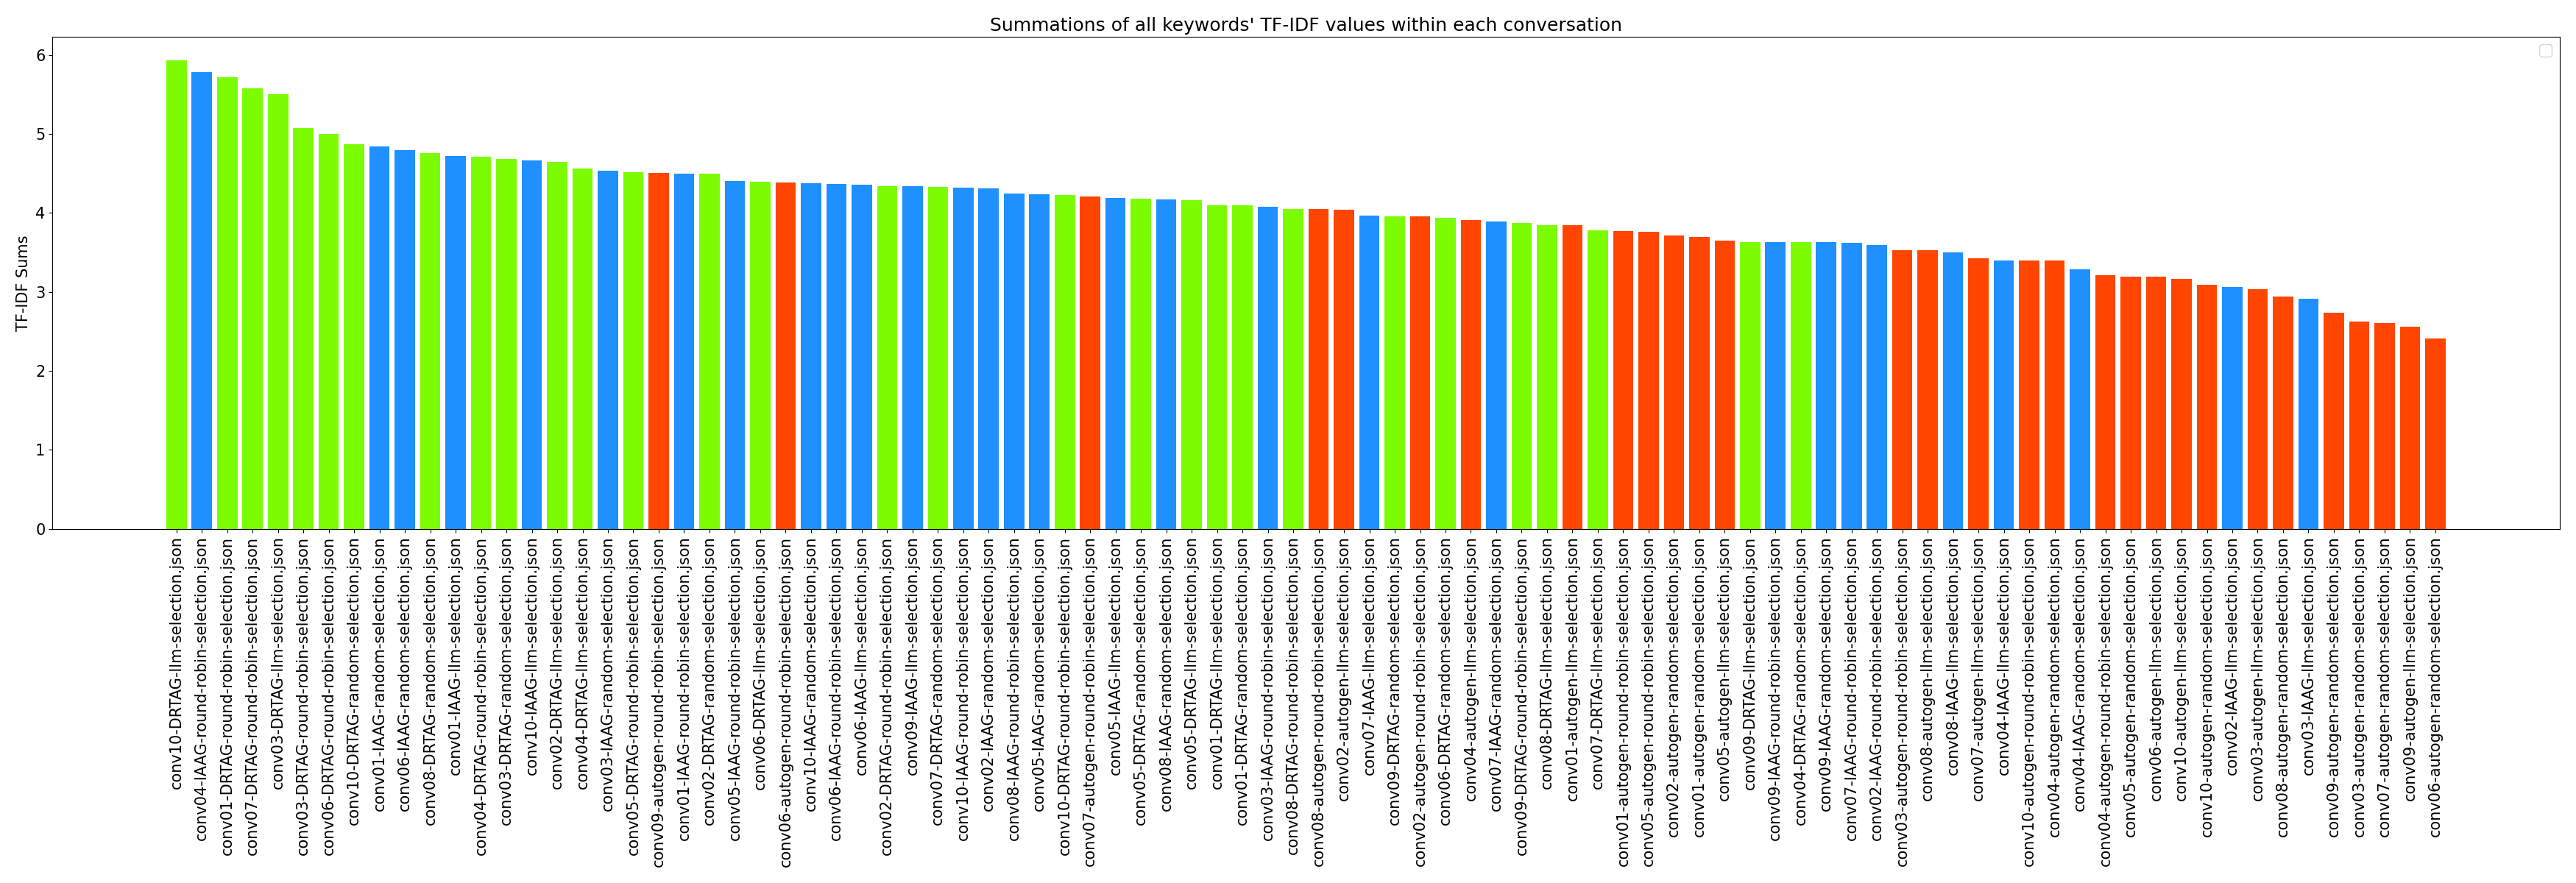 Summations of all keywords' TF-IDF values within each conversation
TF-IDF Sums
6
5
4
3
2
1
0
conv10-DRTAG-llm-selection.json
conv04-IAAG-round-robin-selection.json
conv01-DRTAG-round-robin-selection.json
conv07-DRTAG-round-robin-selection.json
conv03-DRTAG-llm-selection.json
conv03-DRTAG-round-robin-selection.json
conv06-DRTAG-round-robin-selection.json
conv10-DRTAG-random-selection.json
conv01-IAAG-random-selection.json
conv06-IAAG-random-selection.json
conv08-DRTAG-random-selection.json
conv01-IAAG-llm-selection.json
conv04-DRTAG-round-robin-selection.json
conv03-DRTAG-random-selection.json
conv10-IAAG-llm-selection.json
conv02-DRTAG-llm-selection.json
conv04-DRTAG-llm-selection.json
conv03-IAAG-random-selection.json
conv05-DRTAG-round-robin-selection.json
conv09-autogen-round-robin-selection.json
conv01-IAAG-round-robin-selection.json
conv02-DRTAG-random-selection.json
conv05-IAAG-round-robin-selection.json
conv06-DRTAG-llm-selection.json
conv06-autogen-round-robin-selection.json
conv10-IAAG-random-selection.json
conv06-IAAG-round-robin-selection.json
conv06-IAAG-llm-selection.json
conv02-DRTAG-round-robin-selection.json
conv09-IAAG-llm-selection.json
conv07-DRTAG-random-selection.json
conv10-IAAG-round-robin-selection.json
conv02-IAAG-random-selection.json
conv08-IAAG-round-robin-selection.json
conv05-IAAG-random-selection.json
conv10-DRTAG-round-robin-selection.json
conv07-autogen-round-robin-selection.json
conv05-IAAG-llm-selection.json
conv05-DRTAG-random-selection.json
conv08-IAAG-random-selection.json
conv05-DRTAG-llm-selection.json
conv01-DRTAG-llm-selection.json
conv01-DRTAG-random-selection.json
conv03-IAAG-round-robin-selection.json
conv08-DRTAG-round-robin-selection.json
conv08-autogen-round-robin-selection.json
conv02-autogen-llm-selection.json
conv07-IAAG-llm-selection.json
conv09-DRTAG-random-selection.json
conv02-autogen-round-robin-selection.json
conv06-DRTAG-random-selection.json
conv04-autogen-llm-selection.json
conv07-IAAG-random-selection.json
conv09-DRTAG-round-robin-selection.json
conv08-DRTAG-llm-selection.json
conv01-autogen-llm-selection.json
conv07-DRTAG-llm-selection.json
conv01-autogen-round-robin-selection.json
conv05-autogen-round-robin-selection.json
conv02-autogen-random-selection.json
conv01-autogen-random-selection.json
conv05-autogen-llm-selection.json
conv09-DRTAG-llm-selection.json
conv09-IAAG-round-robin-selection.json
conv04-DRTAG-random-selection.json
conv09-IAAG-random-selection.json
conv07-IAAG-round-robin-selection.json
conv02-IAAG-round-robin-selection.json
conv03-autogen-round-robin-selection.json
conv08-autogen-llm-selection.json
conv08-IAAG-llm-selection.json
conv07-autogen-llm-selection.json
conv04-IAAG-llm-selection.json
conv10-autogen-round-robin-selection.json
conv04-autogen-random-selection.json
conv04-IAAG-random-selection.json
conv04-autogen-round-robin-selection.json
conv05-autogen-random-selection.json
conv06-autogen-llm-selection.json
conv10-autogen-llm-selection.json
conv10-autogen-random-selection.json
conv02-IAAG-llm-selection.json
conv03-autogen-llm-selection.json
conv08-autogen-random-selection.json
conv03-IAAG-llm-selection.json
conv09-autogen-random-selection.json
conv03-autogen-random-selection.json
conv07-autogen-random-selection.json
conv09-autogen-llm-selection.json
conv06-autogen-random-selection.json